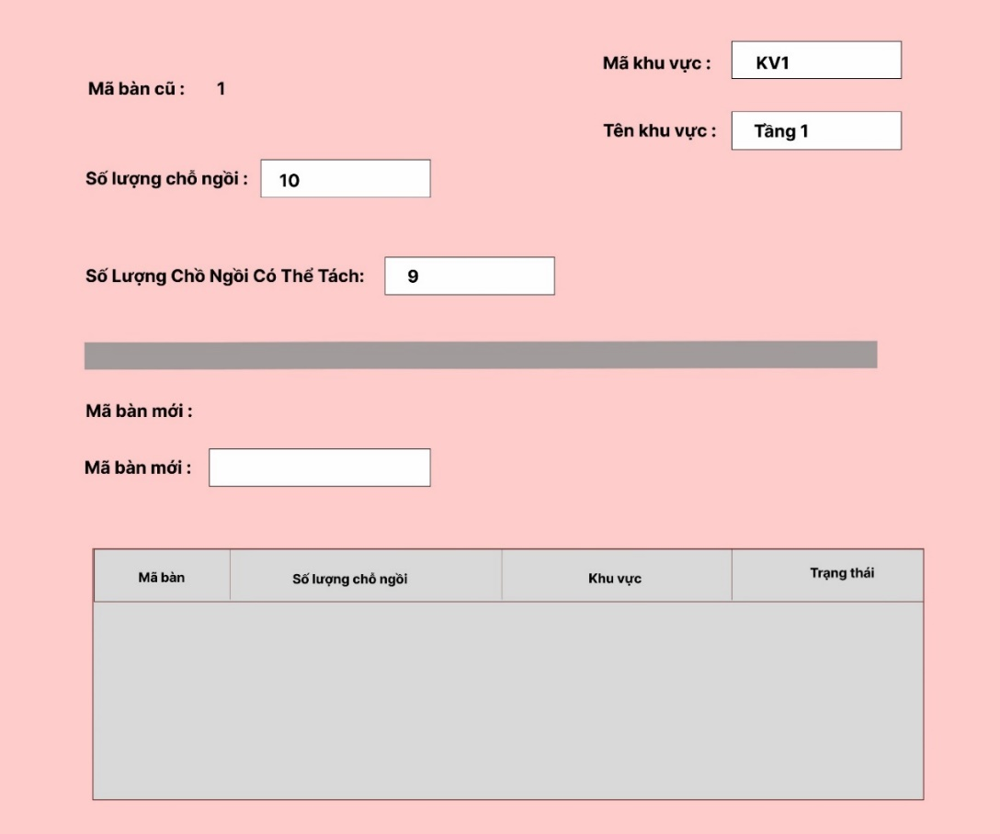 Mã khu vực : KV1
Mã bàn cũ : 1
Tên khu vực : Tầng 1
Số lượng chỗ ngồi : 10
Số Lượng Chồ Ngồi Có Thể Tách: 9
Mã bàn mới :
Mã bàn mới :
Mã bàn Số lượng chỗ ngồi Khu vực Trạng thái